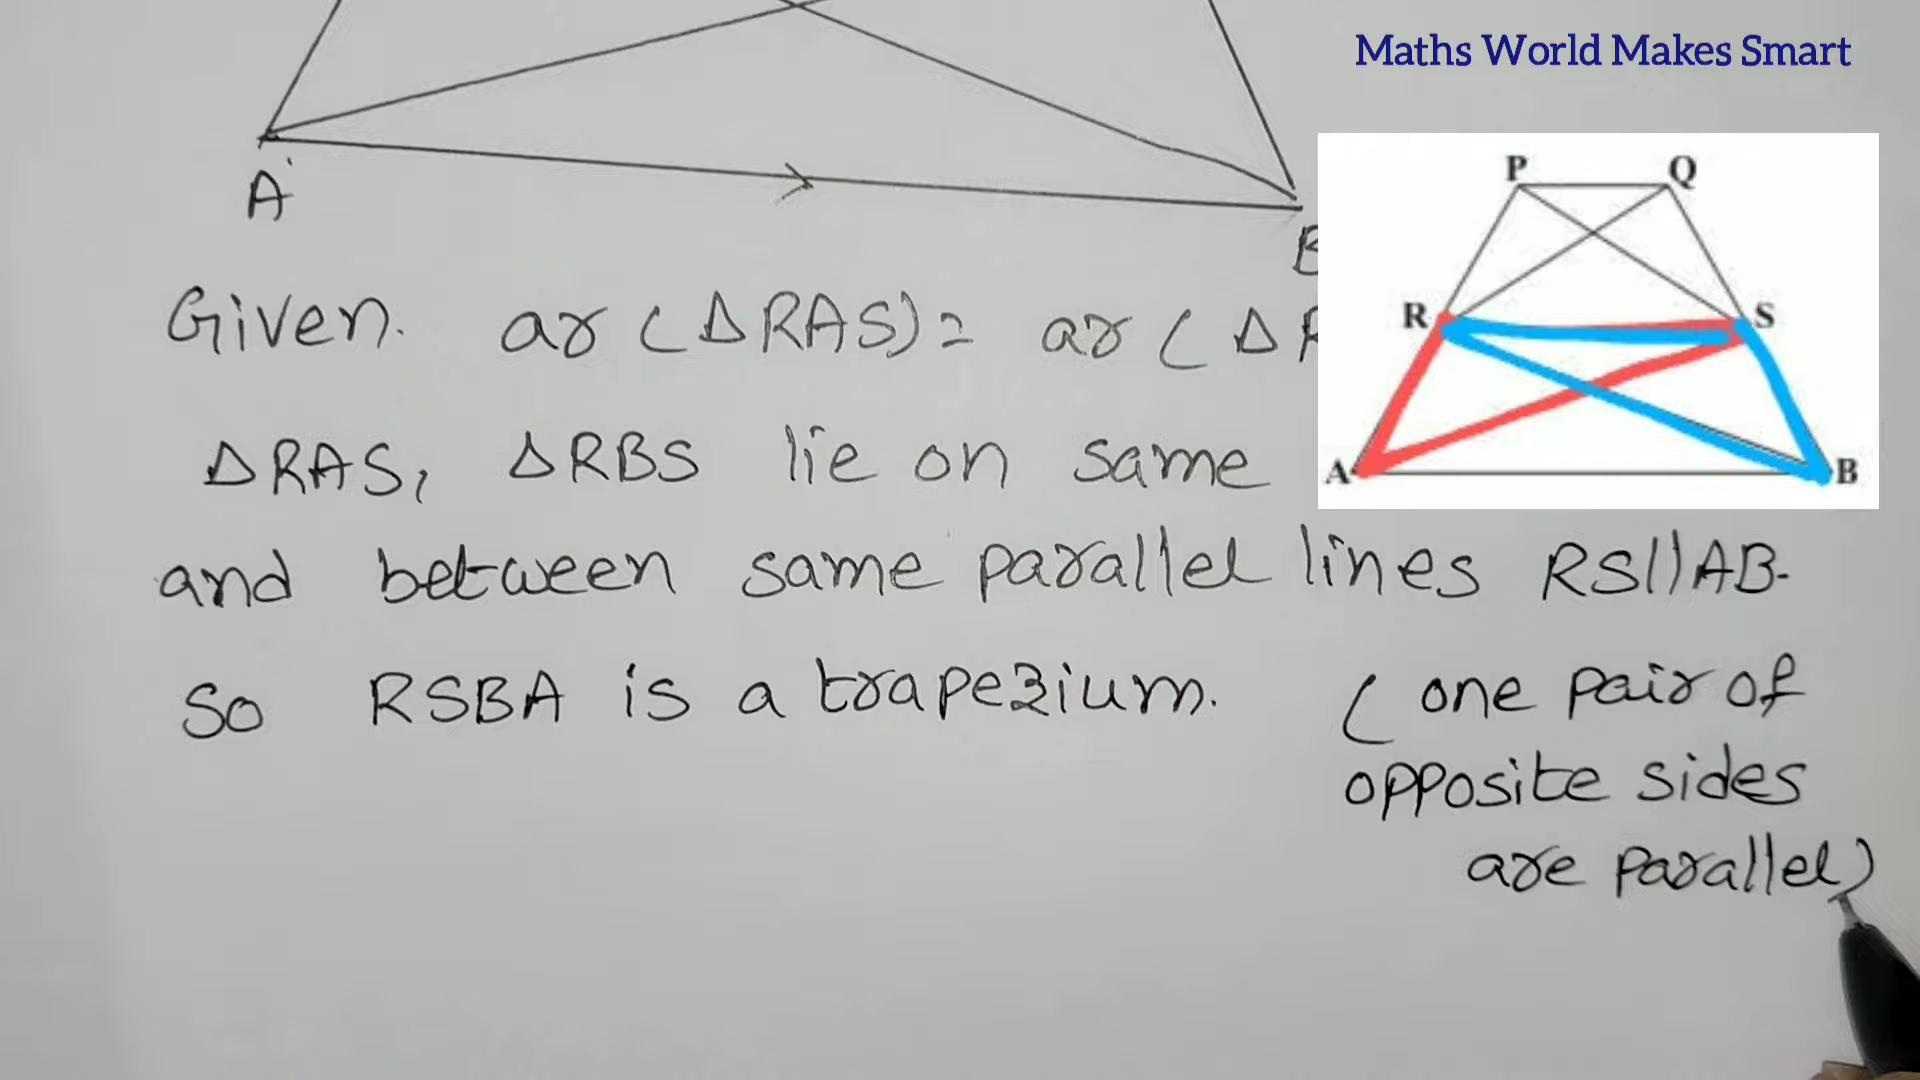 Maths World Makes Smart
A
B
P Q
R S
A B
Given. ar (ΔRAS) = ar ( Δ
ΔRAS, ΔRBS lie on same
and between same parallel lines RS||AB.
So RSBA is a trapezium. ( one pair of
opposite sides
are parallel)